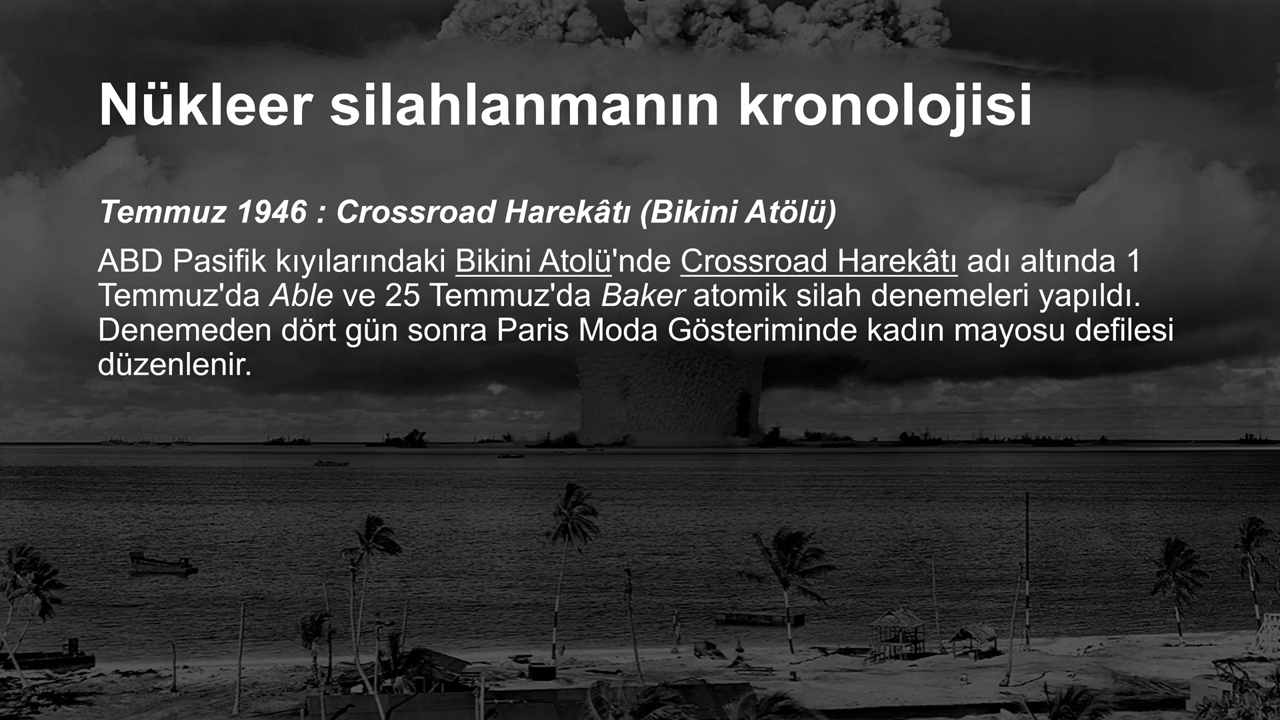 Nükleer silahlanmanın kronolojisi
Temmuz 1946 : Crossroad Harekâtı (Bikini Atölü)
ABD Pasifik kıyılarındaki Bikini Atolü'nde Crossroad Harekâtı adı altında 1
Temmuz'da Able ve 25 Temmuz'da Baker atomik silah denemeleri yapıldı.
Denemeden dört gün sonra Paris Moda Gösteriminde kadın mayosu defilesi
düzenlenir.